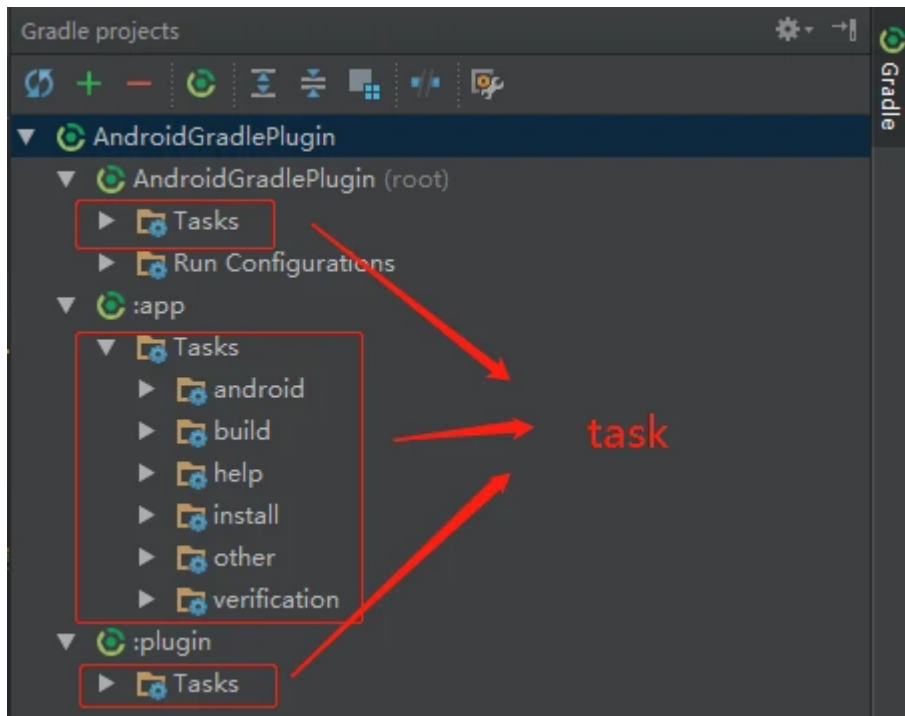 Gradle projects
Gradle
AndroidGradlePlugin
AndroidGradlePlugin (root)
Tasks
Run Configurations
:app
Tasks
android
build
task
help
install
other
verification
:plugin
Tasks